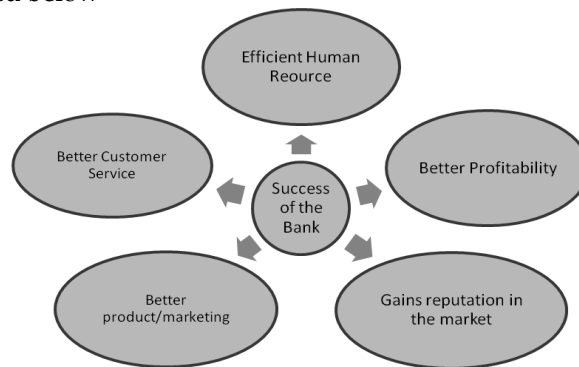 below
Efficient Human
Reource
Better Customer
Service
Better Profitability
Success
of the
Bank
Better
product/marketing
Gains reputation in
the market